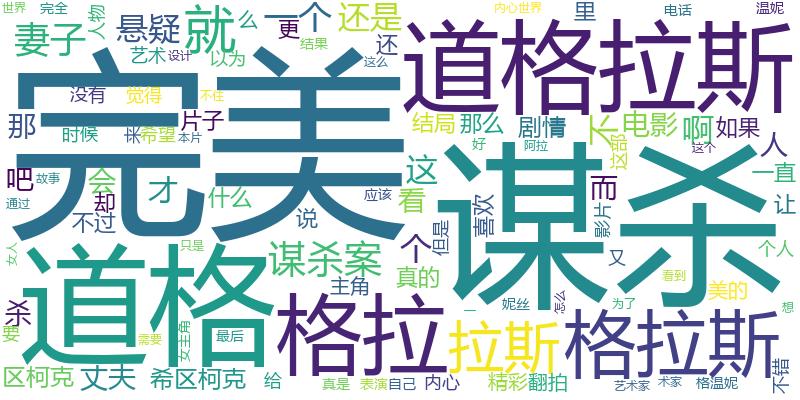 世界
完全
人物
妻子
悬疑
就
么
一个
更
还是
还
内心世界
里
电话
温妮
艺术
设计
以为
结果
这么
道格拉斯
完美
没有
觉得
不住
那
时候
来
希望
片子
本片
结局
那么
剧情
不
电影
这部
啊
如果
人
好
阿拉
这个
吧
故事
会
却
才
什么
这
看
谋杀
而
应该
一直
让
通过
不过
说
个
但是
喜欢
影片
又
个人
女人
道格
只是
谋杀案
真的
主角
看到
美的
想
杀
要
需要
女主角
最后
格拉
妮丝
一
怎么
为了
拉斯
格拉斯
区柯克
丈夫
希区柯克
给
真是
表演
自己
内心
精彩
翻拍
艺术家
术家
格温妮
不错